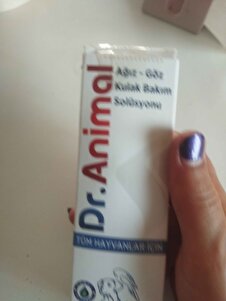 Dr.Animal
Ağız - Göz
Kulak Bakım
Solüsyonu
TÜM HAYVANLAR İÇİN